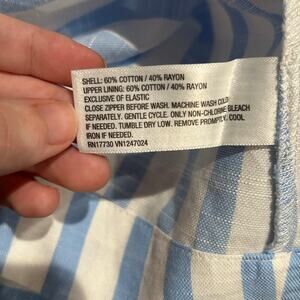 SHELL: 60% COTTON / 40% RAYON
UPPER LINING: 60% COTTON / 40% RAYON
EXCLUSIVE OF ELASTIC
CLOSE ZIPPER BEFORE WASH. MACHINE WASH COLD
SEPARATELY. GENTLE CYCLE. ONLY NON-CHLORINE BLEACH
IF NEEDED. TUMBLE DRY LOW. REMOVE PROMPTLY. COOL
IRON IF NEEDED.
RN17730 VN1247024